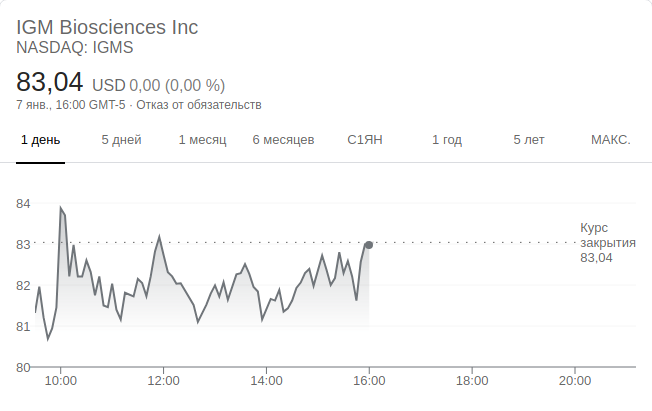 IGM Biosciences Inc
NASDAQ: IGMS
83,04 USD 0,00 (0,00 %)
7 янв., 16:00 GMT-5 · Отказ от обязательств
1 день 5 дней 1 месяц 6 месяцев С1ЯН 1 год 5 лет МАКС.
84
83
82
81
80
Курс
закрытия
83,04
10:00 12:00 14:00 16:00 18:00 20:00